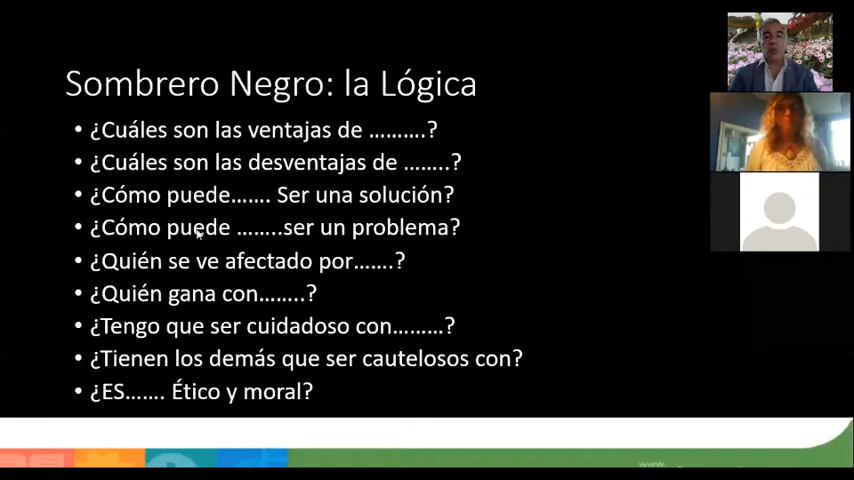 Sombrero Negro: la Lógica
• ¿Cuáles son las ventajas de ……….?
• ¿Cuáles son las desventajas de ……..?
• ¿Cómo puede……. Ser una solución?
• ¿Cómo puede ……..ser un problema?
• ¿Quién se ve afectado por…….?
• ¿Quién gana con……..?
• ¿Tengo que ser cuidadoso con………?
• ¿Tienen los demás que ser cautelosos con?
• ¿ES……. Ético y moral?
www.